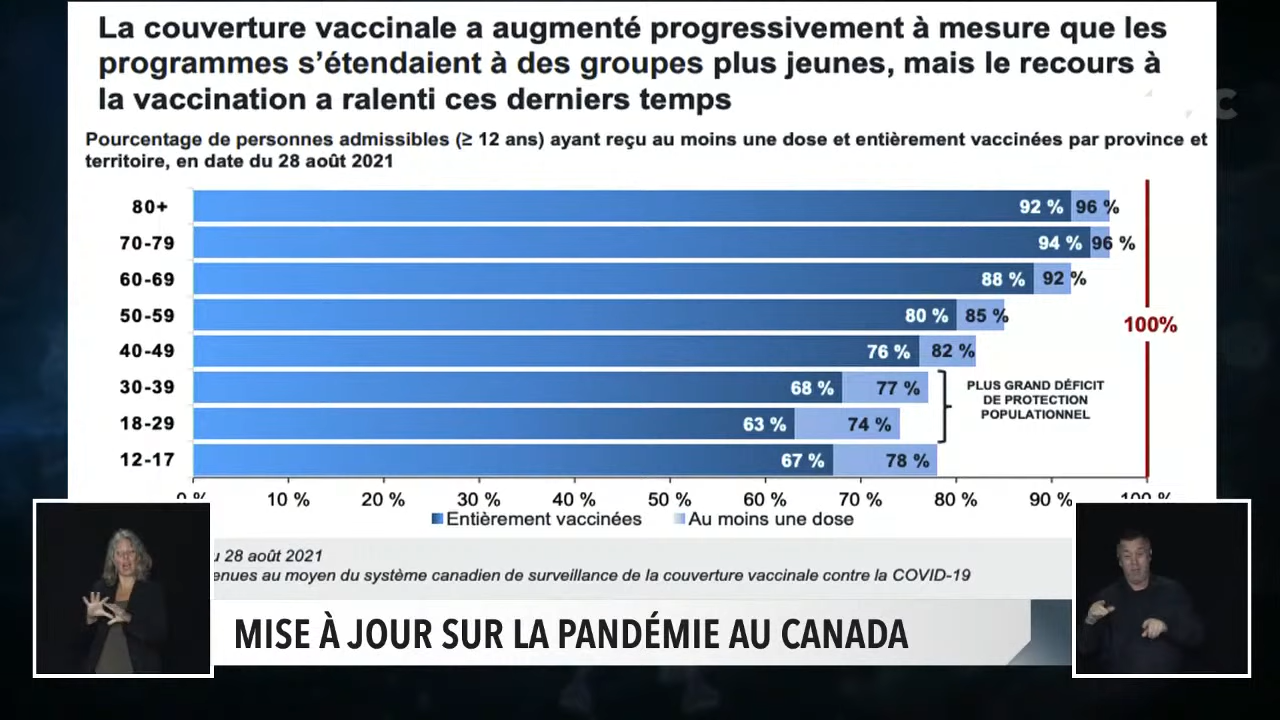 La couverture vaccinale a augmenté progressivement à mesure que les
programmes s’étendaient à des groupes plus jeunes, mais le recours à
la vaccination a ralenti ces derniers temps
Pourcentage de personnes admissibles (≥ 12 ans) ayant reçu au moins une dose et entièrement vaccinées par province et
territoire, en date du 28 août 2021
80+ 92 % 96 %
70-79 94 % 96 %
60-69 88 % 92 %
50-59 80 % 85 %
100%
40-49 76 % 82 %
30-39 68 % 77 %
PLUS GRAND DÉFICIT
DE PROTECTION
POPULATIONNEL
18-29 63 % 74 %
12-17 67 % 78 %
0 % 10 % 20 % 30 % 40 % 50 % 60 % 70 % 80 % 90 % 100 %
Entièrement vaccinées Au moins une dose
28 août 2021
au moyen du système canadien de surveillance de la couverture vaccinale contre la COVID-19
MISE À JOUR SUR LA PANDÉMIE AU CANADA